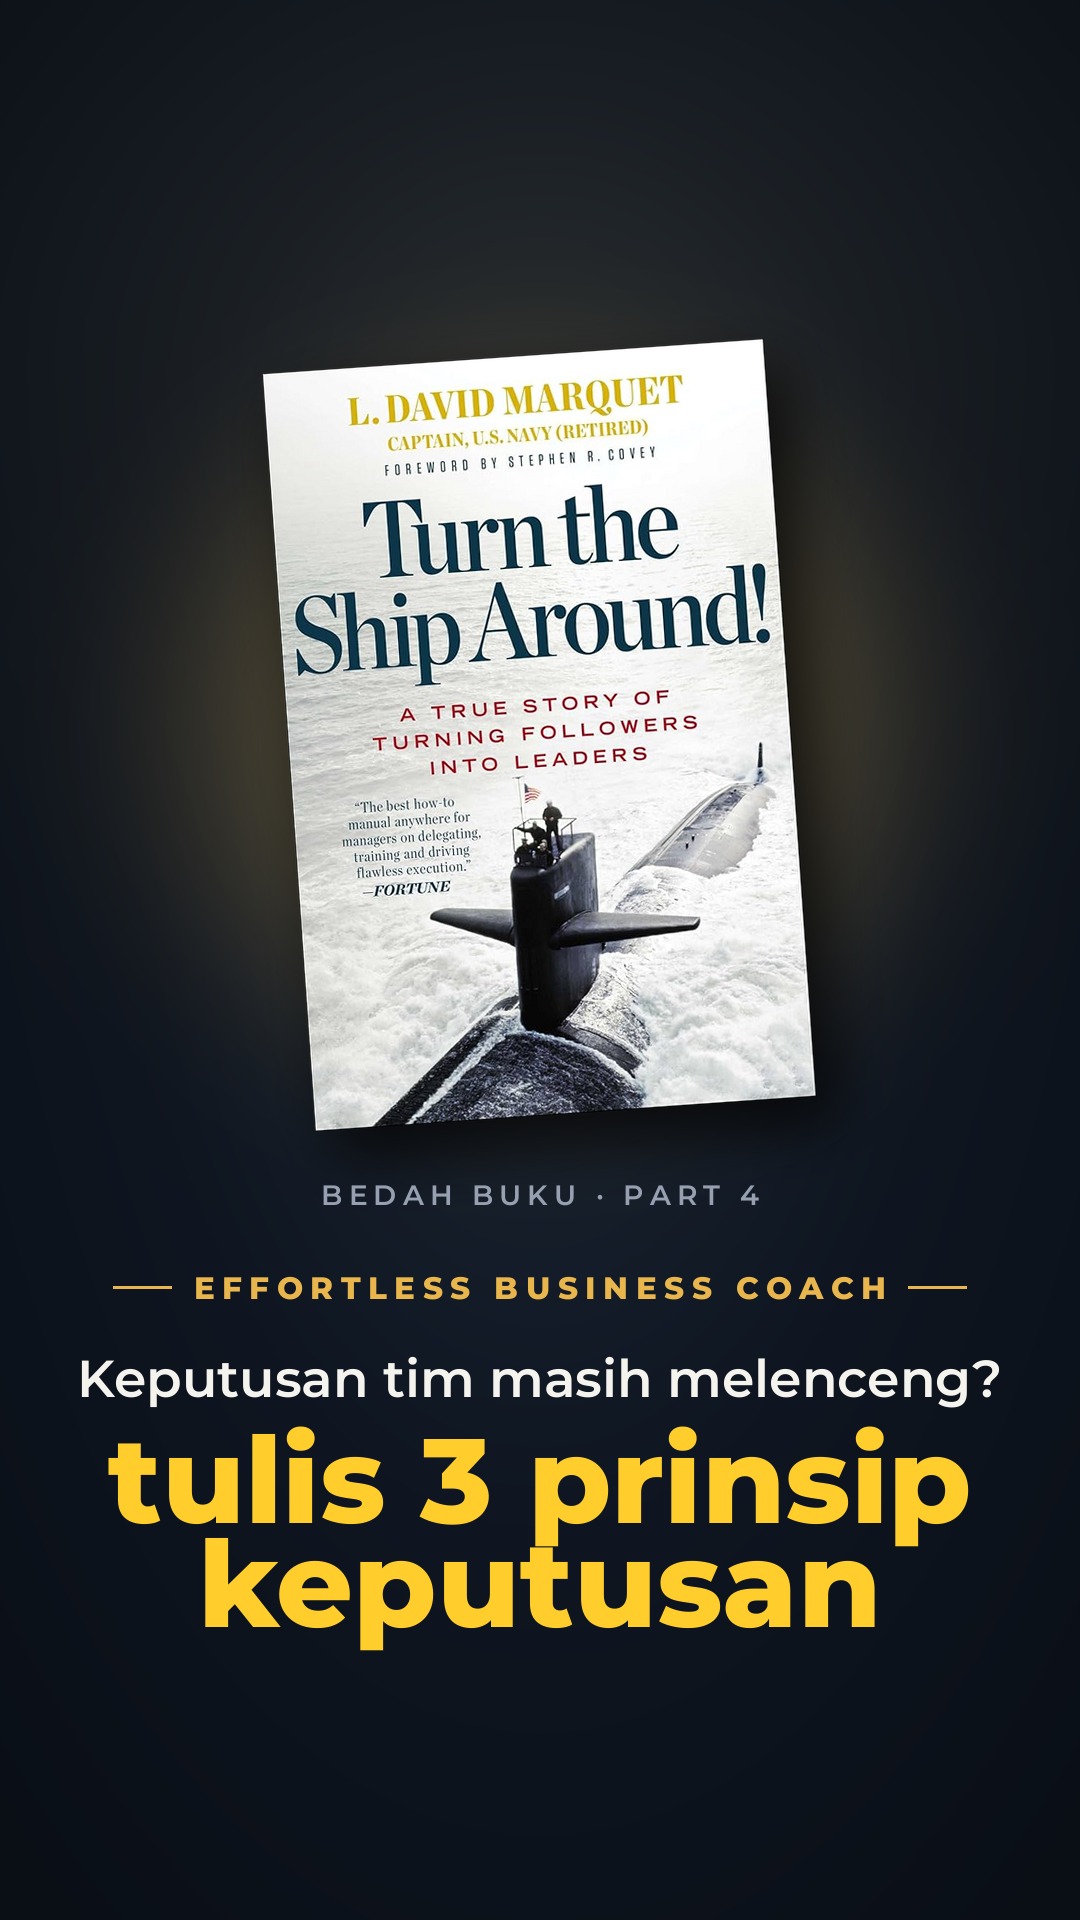 L. DAVID MARQUET
CAPTAIN, U.S. NAVY (RETIRED)
FOREWORD BY STEPHEN R. COVEY
Turn the
Ship Around!
A TRUE STORY OF
TURNING FOLLOWERS
INTO LEADERS
“The best how-to
manual anywhere for
managers on delegating,
training and driving
flawless execution.”
—FORTUNE
BEDAH BUKU · PART 4
EFFORTLESS BUSINESS COACH
Keputusan tim masih melenceng?
tulis 3 prinsip
keputusan